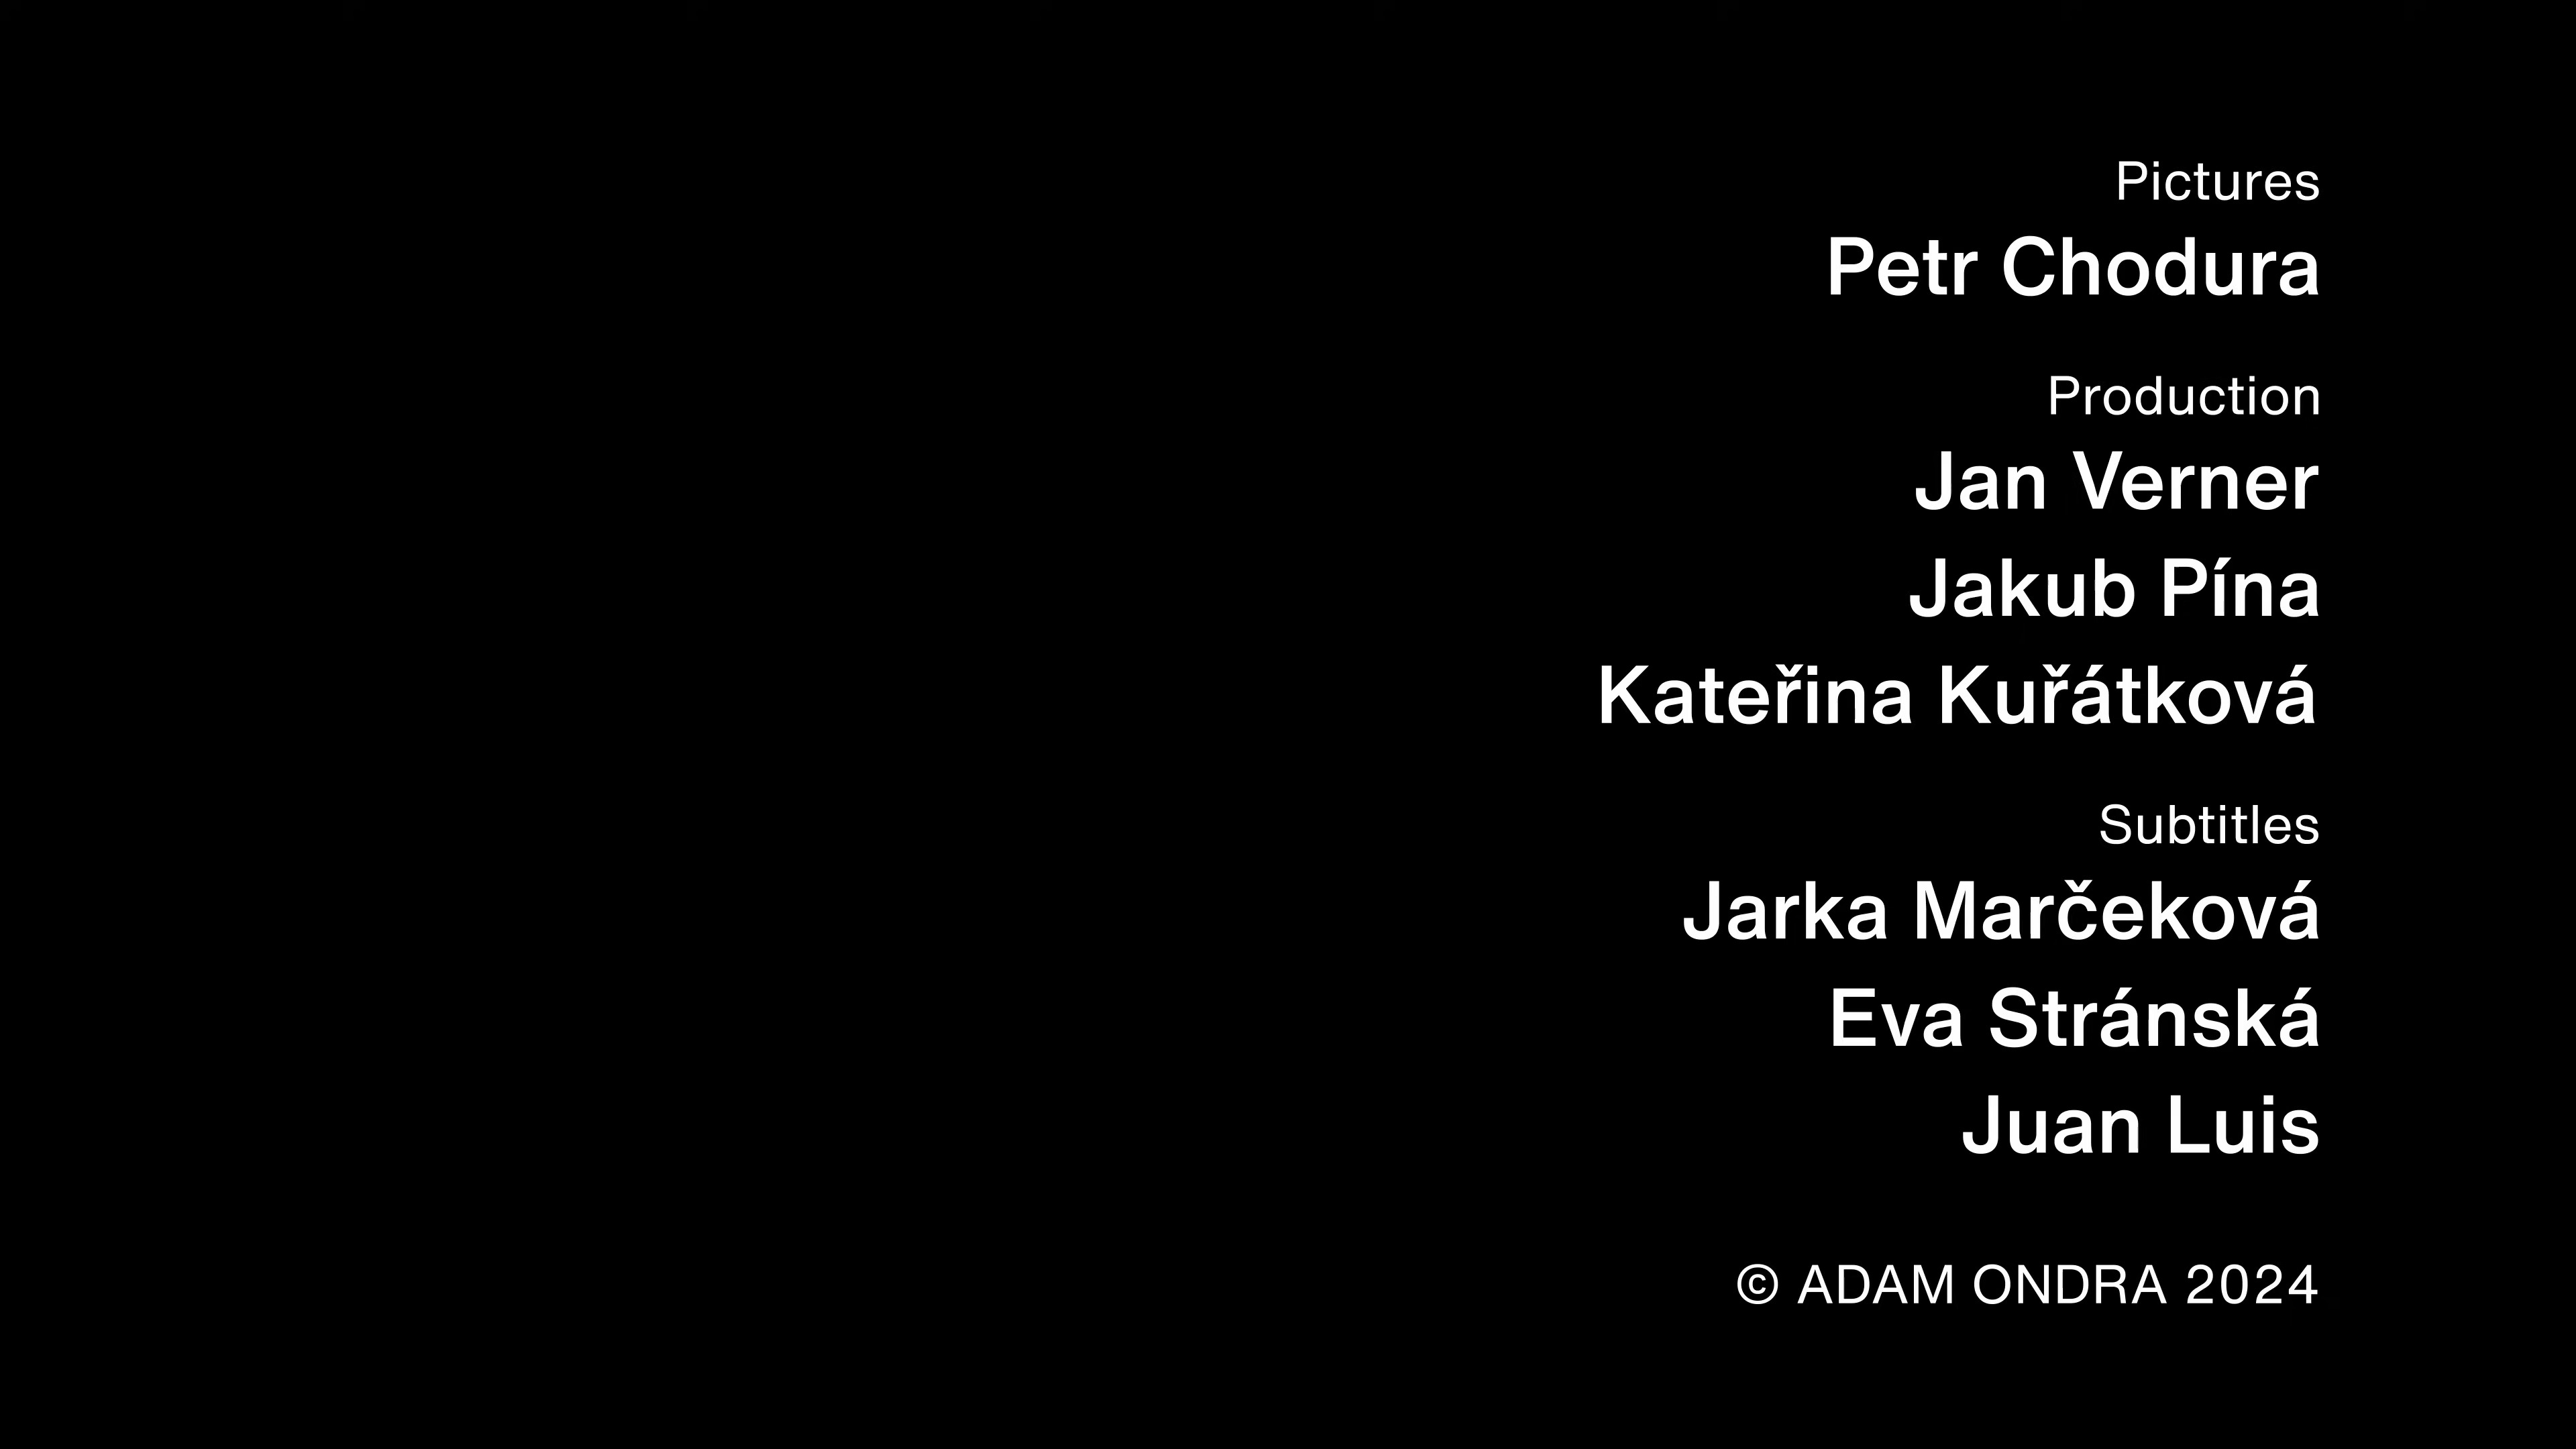 Pictures
Petr Chodura
Production
Jan Verner
Jakub Pína
Kateřina Kuřátková
Subtitles
Jarka Marčeková
Eva Stránská
Juan Luis
© ADAM ONDRA 2024